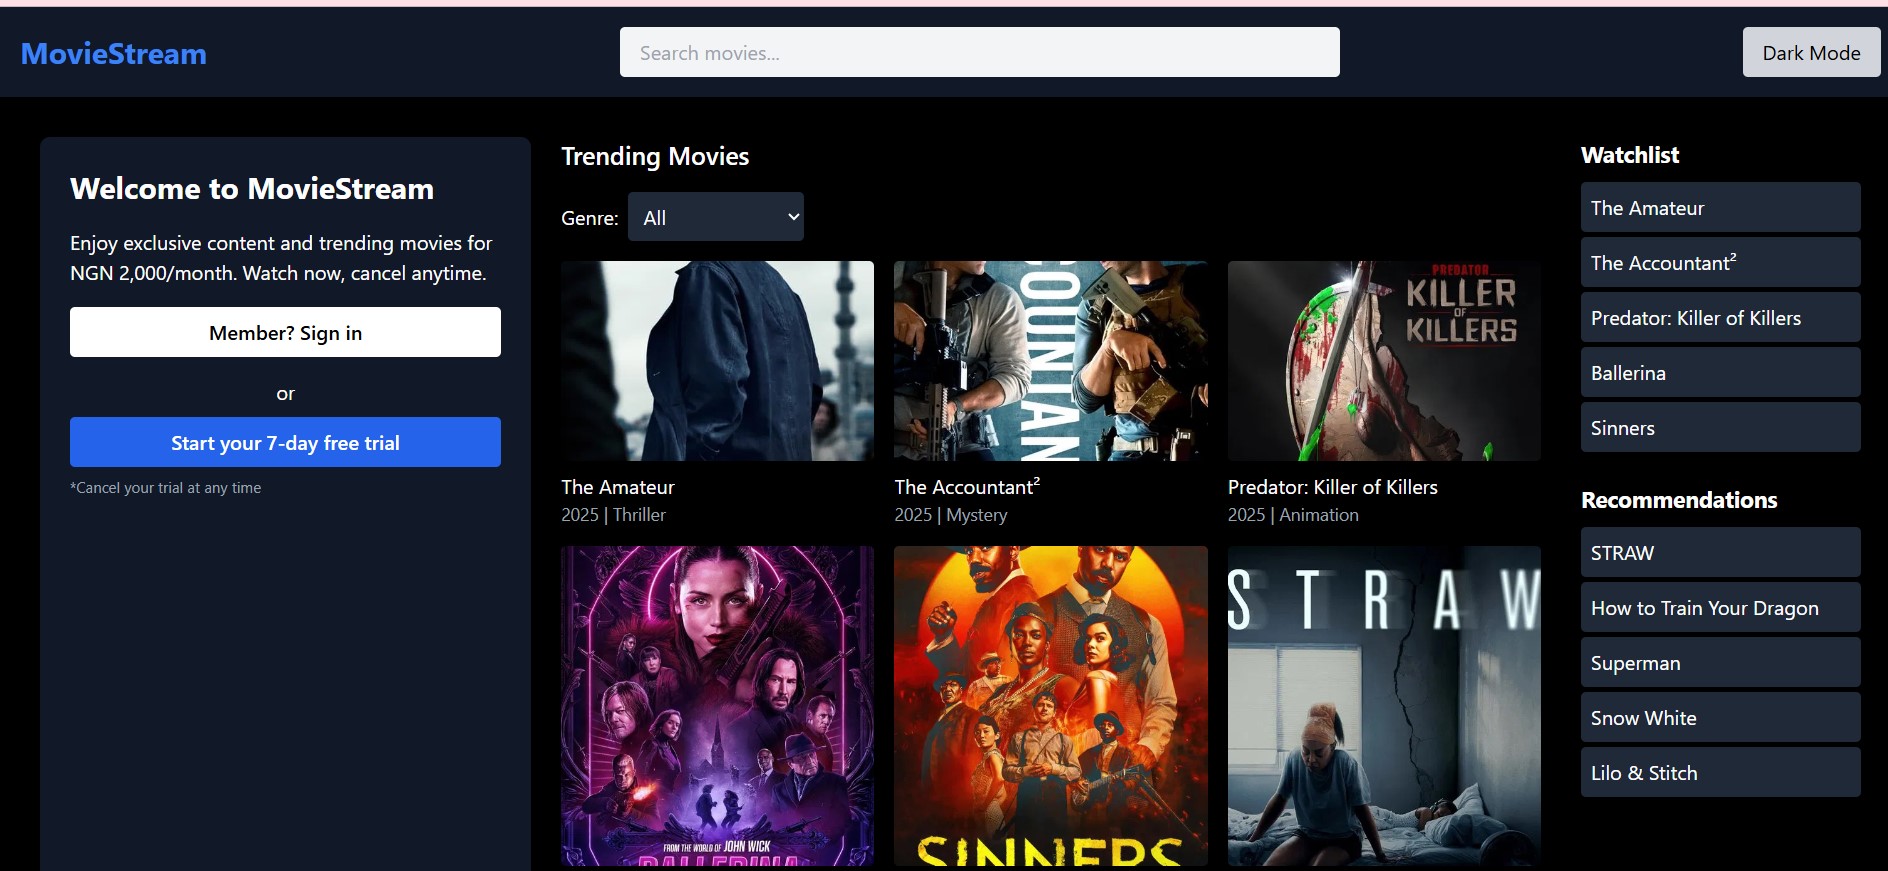 MovieStream
Search movies...
Dark Mode
Welcome to MovieStream
Enjoy exclusive content and trending movies for
NGN 2,000/month. Watch now, cancel anytime.
Member? Sign in
or
Start your 7-day free trial
*Cancel your trial at any time
Trending Movies
Genre:
All
OUNTAN
PREDATOR
KILLER
OF
KILLERS
The Amateur
2025 | Thriller
The Accountant²
2025 | Mystery
Predator: Killer of Killers
2025 | Animation
FROM THE WORLD OF JOHN WICK
BALLERINA
SINNERS
STRAW
Watchlist
The Amateur
The Accountant²
Predator: Killer of Killers
Ballerina
Sinners
Recommendations
STRAW
How to Train Your Dragon
Superman
Snow White
Lilo & Stitch